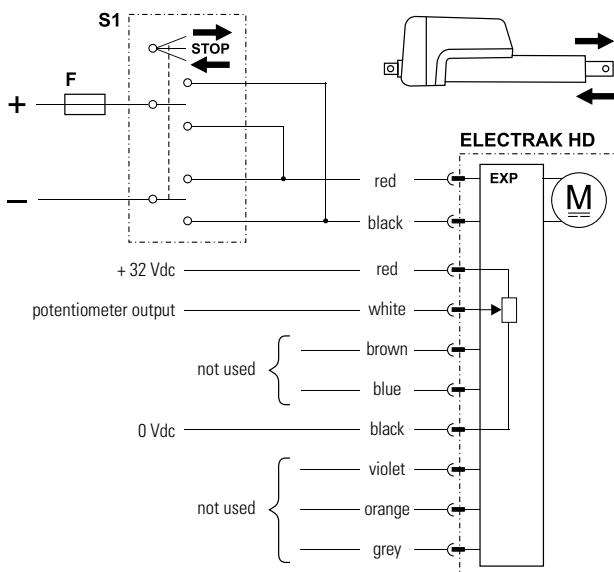 S1
STOP
F
+
–
ELECTRAK HD
EXP
M
red
black
+ 32 Vdc red
potentiometer output white
brown
not used
blue
0 Vdc black
violet
not used orange
grey